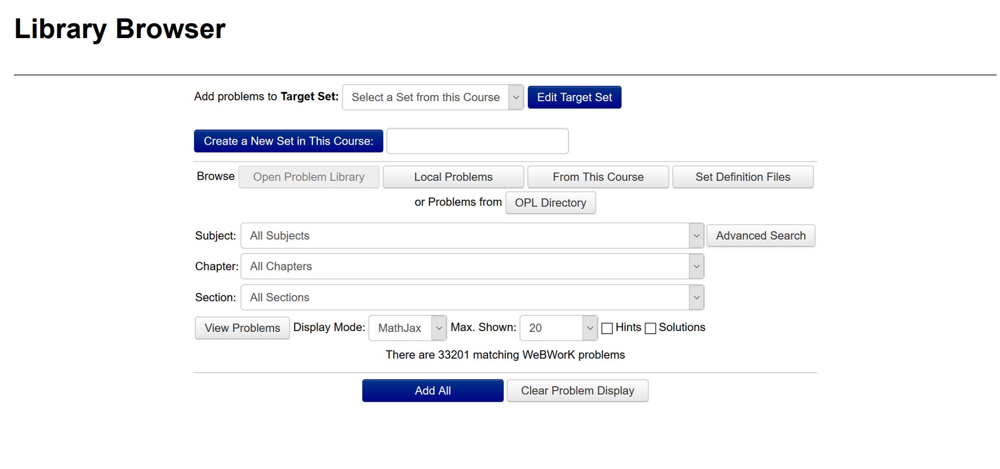 Library Browser
Add problems to Target Set: Select a Set from this Course Edit Target Set
Create a New Set in This Course:
Browse Open Problem Library Local Problems From This Course Set Definition Files
or Problems from OPL Directory
Subject: All Subjects Advanced Search
Chapter: All Chapters
Section: All Sections
View Problems Display Mode: MathJax Max. Shown: 20 Hints Solutions
There are 33201 matching WeBWorK problems
Add All Clear Problem Display